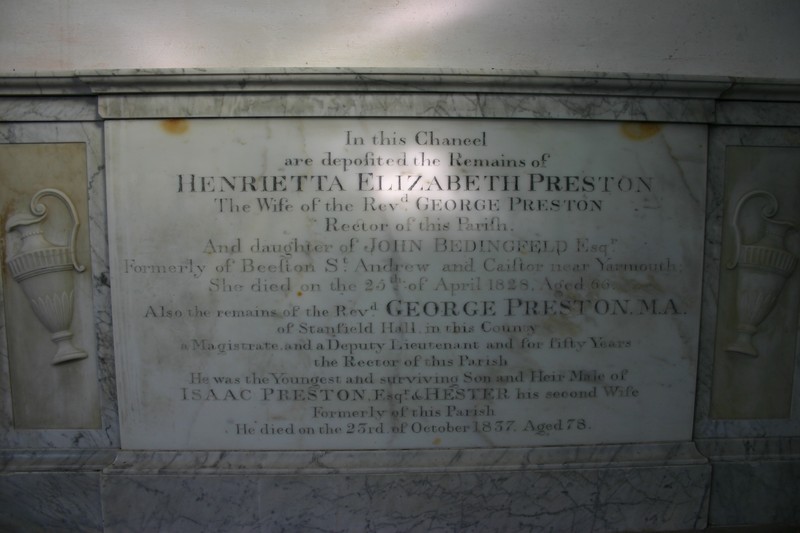 In this Chancel
are depoſited the Remains of
HENRIETTA ELIZABETH PRESTON
The Wife of the Revd. GEORGE PRESTON
Rector of this Pariſh,
And daughter of JOHN BEDINGFELD Esqre.
Formerly of Beeſton St. Andrew and Caiſtor near Yarmouth,
She died on the 25th of April 1828. Aged 66.
Also the remains of the Revd GEORGE PRESTON, M.A.
of Stanfield Hall, in this County
a Magistrate, and a Deputy Lieutenant and for fifty Years
the Rector of this Parish
He was the Youngest and surviving Son and Heir Male of
ISAAC PRESTON, Esqre. & HESTER his second Wife
Formerly of this Parish
He died on the 23rd. of October 1837. Aged 78.